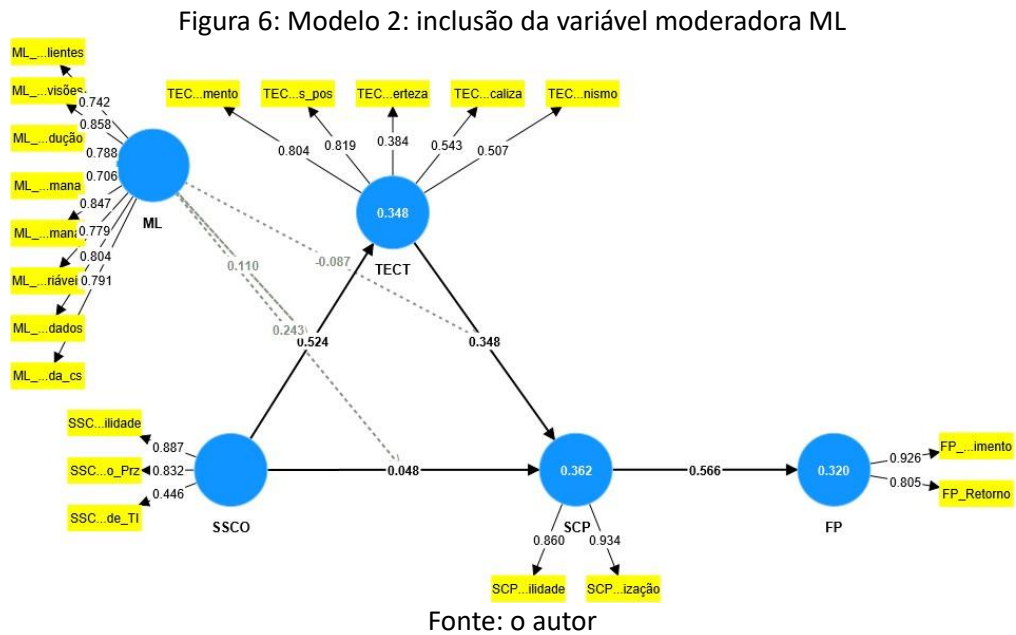 Figura 6: Modelo 2: inclusão da variável moderadora ML
ML_...lientes
ML_...visões
ML_...dução
ML_...mana
ML_...mana
ML_...riávei
ML_...dados
ML_...da_cs
0.742
0.858
0.788
0.706
0.847
0.779
0.804
0.791
ML
TEC...mento
TEC...s_pos
TEC...erteza
TEC...caliza
TEC...nismo
0.804
0.819
0.384
0.543
0.507
0.348
TECT
0.110
-0.087
0.243
0.524
0.348
SSC...ilidade
SSC...o_Prz
SSC...de_TI
0.887
0.832
0.446
SSCO
0.048
0.362
SCP
0.566
0.320
FP
0.926
0.805
FP_...imento
FP_Retorno
0.860
0.934
SCP...ilidade
SCP...ização
Fonte: o autor